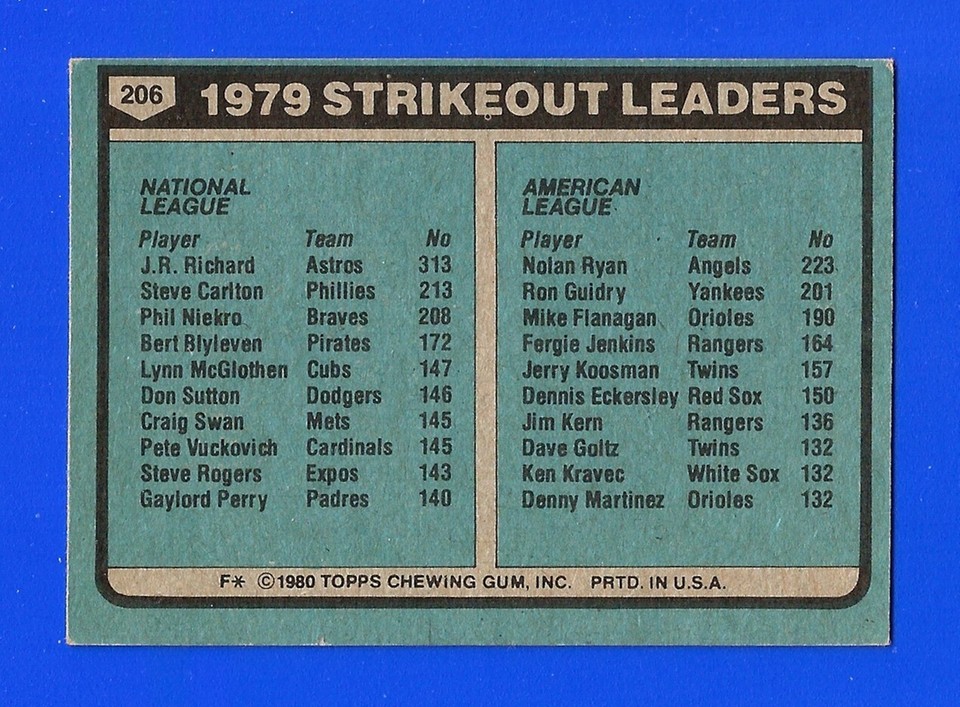 206 1979 STRIKEOUT LEADERS
NATIONAL
LEAGUE
Player Team No
J.R. Richard Astros 313
Steve Carlton Phillies 213
Phil Niekro Braves 208
Bert Blyleven Pirates 172
Lynn McGlothen Cubs 147
Don Sutton Dodgers 146
Craig Swan Mets 145
Pete Vuckovich Cardinals 145
Steve Rogers Expos 143
Gaylord Perry Padres 140
AMERICAN
LEAGUE
Player Team No
Nolan Ryan Angels 223
Ron Guidry Yankees 201
Mike Flanagan Orioles 190
Fergie Jenkins Rangers 164
Jerry Koosman Twins 157
Dennis Eckersley Red Sox 150
Jim Kern Rangers 136
Dave Goltz Twins 132
Ken Kravec White Sox 132
Denny Martinez Orioles 132
F* ©1980 TOPPS CHEWING GUM, INC. PRTD. IN U.S.A.